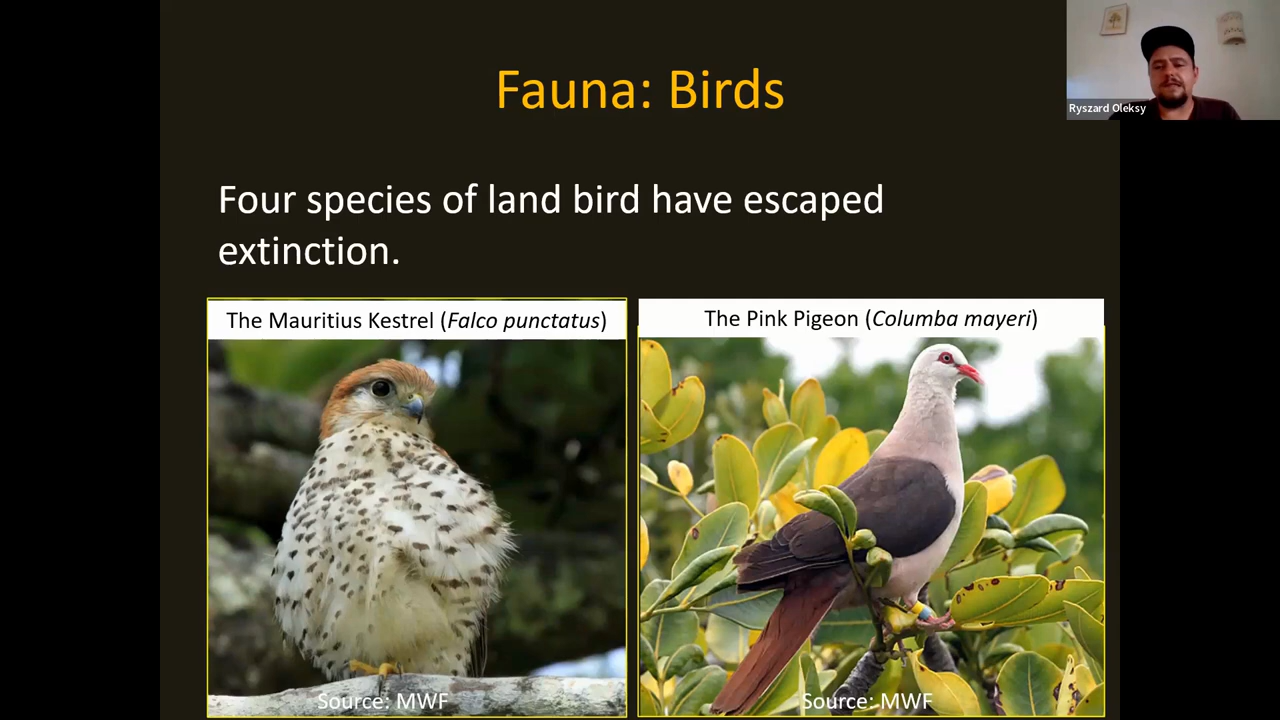 Fauna: Birds
Ryszard Oleksy
Four species of land bird have escaped
extinction.
The Mauritius Kestrel (Falco punctatus)
The Pink Pigeon (Columba mayeri)
Source: MWF
Source: MWF